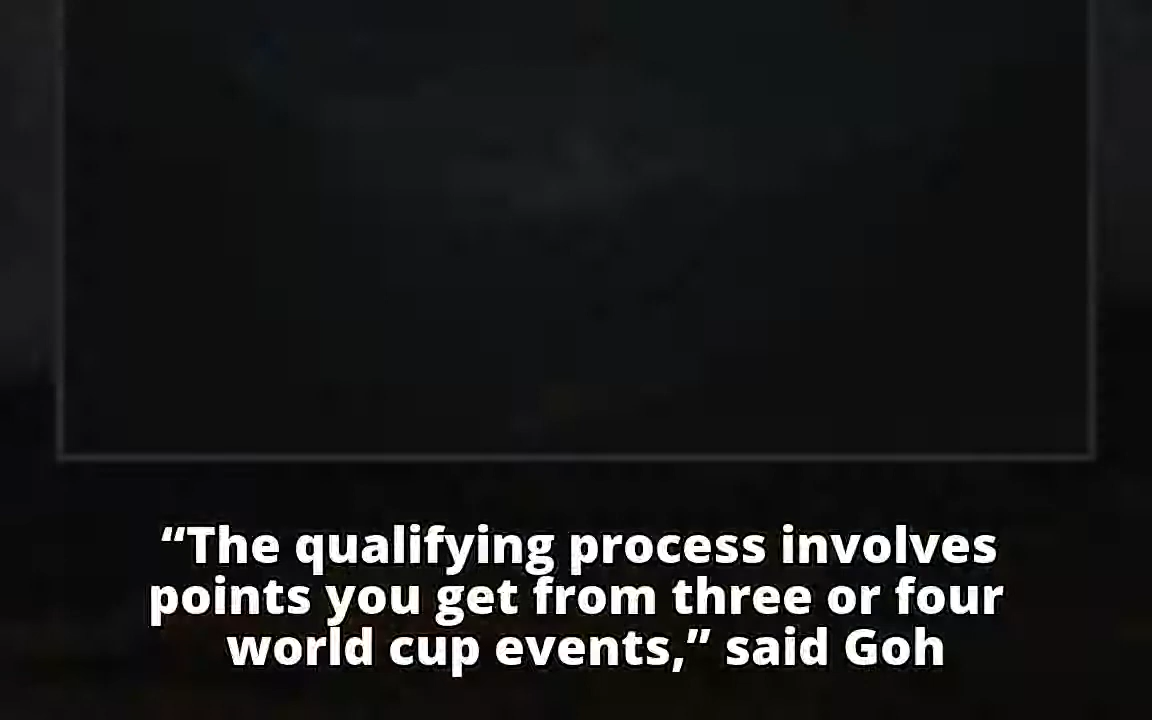 “The qualifying process involves
points you get from three or four
world cup events,” said Goh